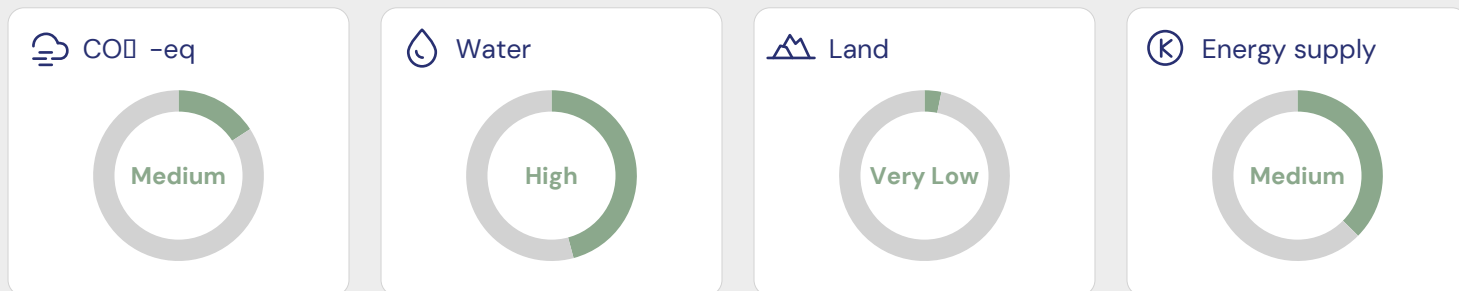 CO▯ -eq
Water
Land
Energy supply
Medium
High
Very Low
Medium